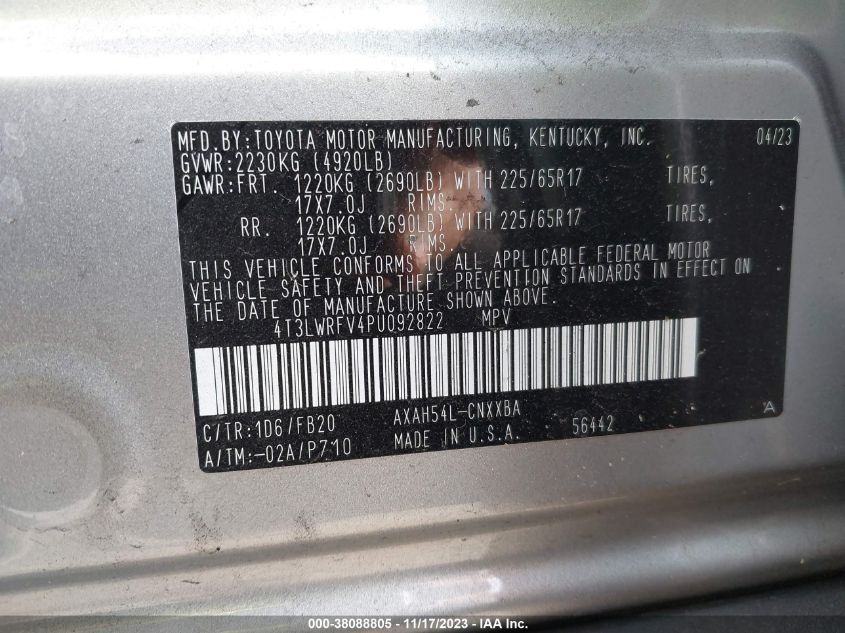 MFD.BY:TOYOTA MOTOR MANUFACTURING, KENTUCKY, INC. 04/23
GVWR:2230KG (4920LB)
GAWR:FRT. 1220KG (2690LB) WITH 225/65R17 TIRES,
17X7.0J RIMS.
RR. 1220KG (2690LB) WITH 225/65R17 TIRES,
17X7.0J RIMS.
THIS VEHICLE CONFORMS TO ALL APPLICABLE FEDERAL MOTOR
VEHICLE SAFETY AND THEFT PREVENTION STANDARDS IN EFFECT ON
THE DATE OF MANUFACTURE SHOWN ABOVE.
4T3LWRFV4PU092822 MPV
C/TR:1D6/FB20 AXAH54L-CNXXBA A
A/TM:-02A/P710 MADE IN U.S.A. 56442
000-38088805 - 11/17/2023 - IAAI.com